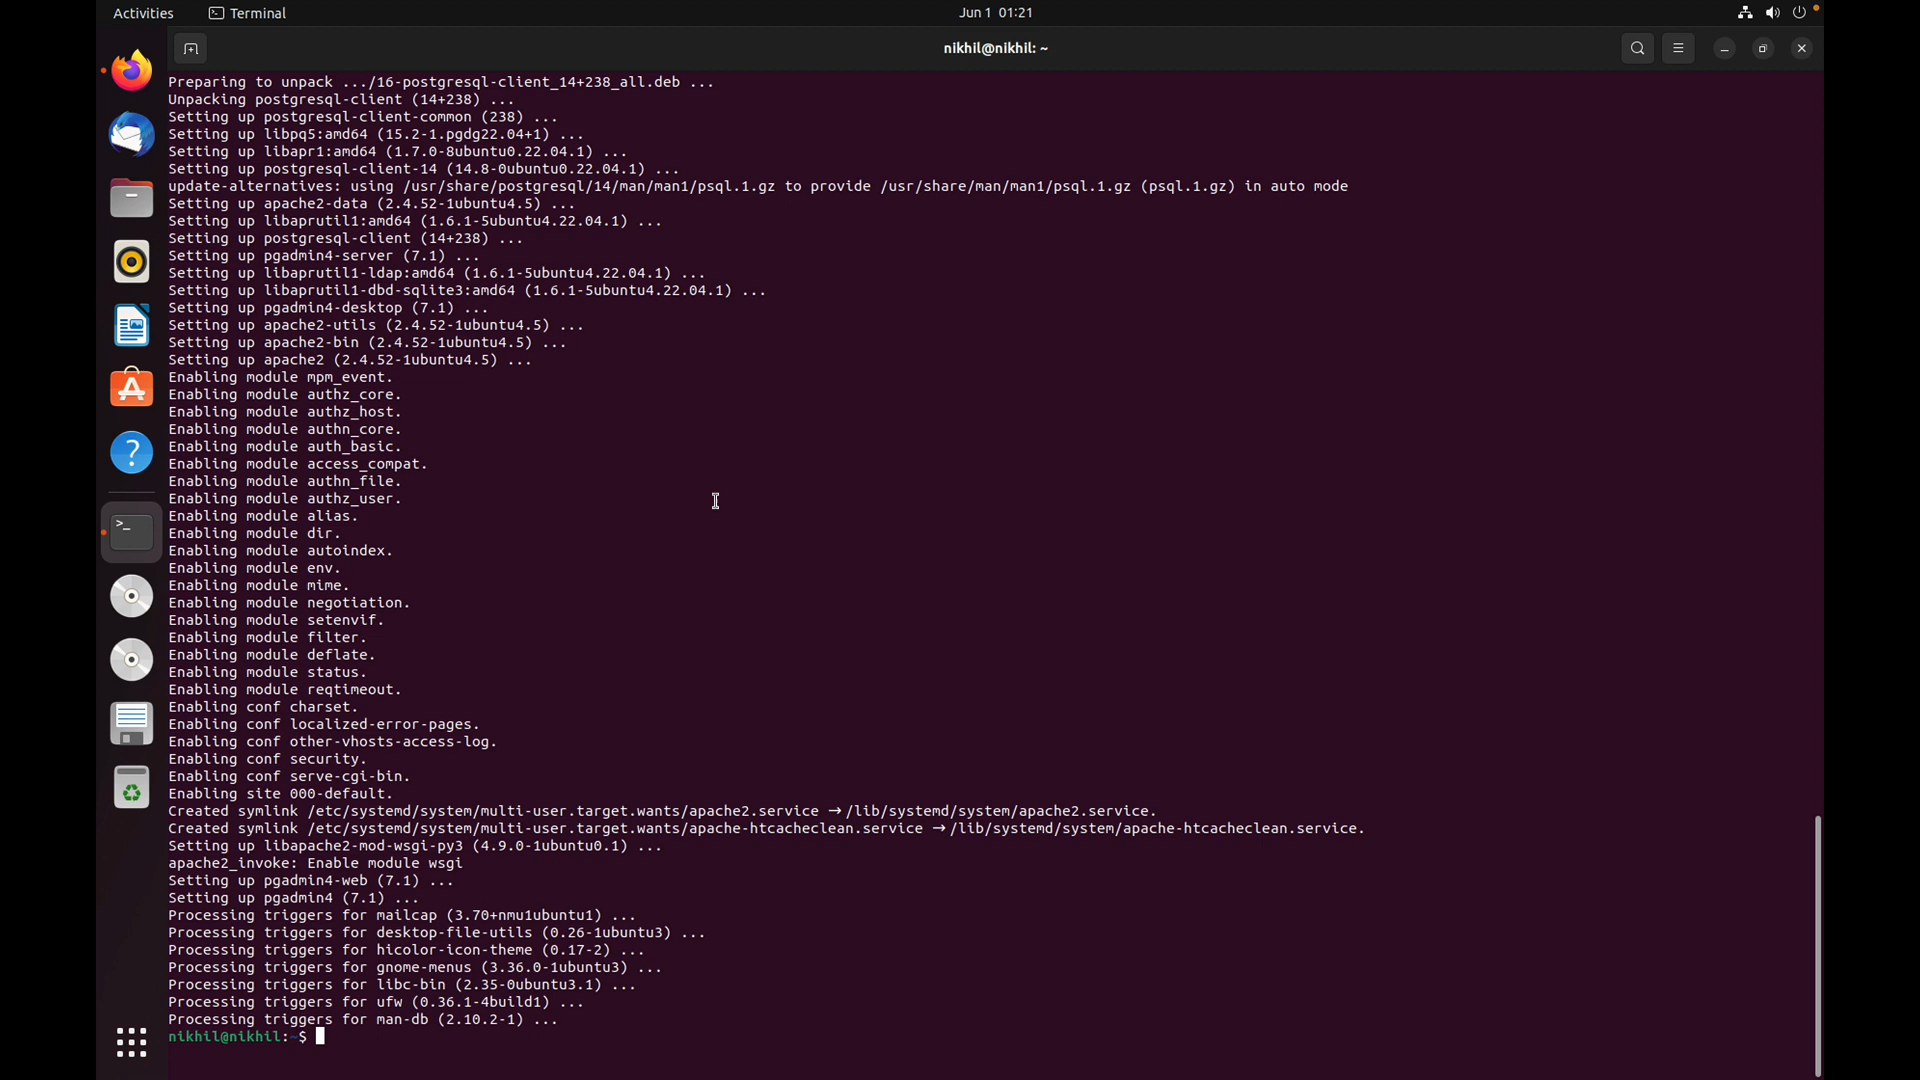 Activities Terminal Jun 1 01:21
nikhil@nikhil: ~
Preparing to unpack .../16-postgresql-client_14+238_all.deb ...
Unpacking postgresql-client (14+238) ...
Setting up postgresql-client-common (238) ...
Setting up libpq5:amd64 (15.2-1.pgdg22.04+1) ...
Setting up libapr1:amd64 (1.7.0-8ubuntu0.22.04.1) ...
Setting up postgresql-client-14 (14.8-0ubuntu0.22.04.1) ...
update-alternatives: using /usr/share/postgresql/14/man/man1/psql.1.gz to provide /usr/share/man/man1/psql.1.gz (psql.1.gz) in auto mode
Setting up apache2-data (2.4.52-1ubuntu4.5) ...
Setting up libaprutil1:amd64 (1.6.1-5ubuntu4.22.04.1) ...
Setting up postgresql-client (14+238) ...
Setting up pgadmin4-server (7.1) ...
Setting up libaprutil1-ldap:amd64 (1.6.1-5ubuntu4.22.04.1) ...
Setting up libaprutil1-dbd-sqlite3:amd64 (1.6.1-5ubuntu4.22.04.1) ...
Setting up pgadmin4-desktop (7.1) ...
Setting up apache2-utils (2.4.52-1ubuntu4.5) ...
Setting up apache2-bin (2.4.52-1ubuntu4.5) ...
Setting up apache2 (2.4.52-1ubuntu4.5) ...
Enabling module mpm_event.
Enabling module authz_core.
Enabling module authz_host.
Enabling module authn_core.
Enabling module auth_basic.
Enabling module access_compat.
Enabling module authn_file.
Enabling module authz_user.
Enabling module alias.
Enabling module dir.
Enabling module autoindex.
Enabling module env.
Enabling module mime.
Enabling module negotiation.
Enabling module setenvif.
Enabling module filter.
Enabling module deflate.
Enabling module status.
Enabling module reqtimeout.
Enabling conf charset.
Enabling conf localized-error-pages.
Enabling conf other-vhosts-access-log.
Enabling conf security.
Enabling conf serve-cgi-bin.
Enabling site 000-default.
Created symlink /etc/systemd/system/multi-user.target.wants/apache2.service → /lib/systemd/system/apache2.service.
Created symlink /etc/systemd/system/multi-user.target.wants/apache-htcacheclean.service → /lib/systemd/system/apache-htcacheclean.service.
Setting up libapache2-mod-wsgi-py3 (4.9.0-1ubuntu0.1) ...
apache2_invoke: Enable module wsgi
Setting up pgadmin4-web (7.1) ...
Setting up pgadmin4 (7.1) ...
Processing triggers for mailcap (3.70+nmu1ubuntu1) ...
Processing triggers for desktop-file-utils (0.26-1ubuntu3) ...
Processing triggers for hicolor-icon-theme (0.17-2) ...
Processing triggers for gnome-menus (3.36.0-1ubuntu3) ...
Processing triggers for libc-bin (2.35-0ubuntu3.1) ...
Processing triggers for ufw (0.36.1-4build1) ...
Processing triggers for man-db (2.10.2-1) ...
nikhil@nikhil:~$